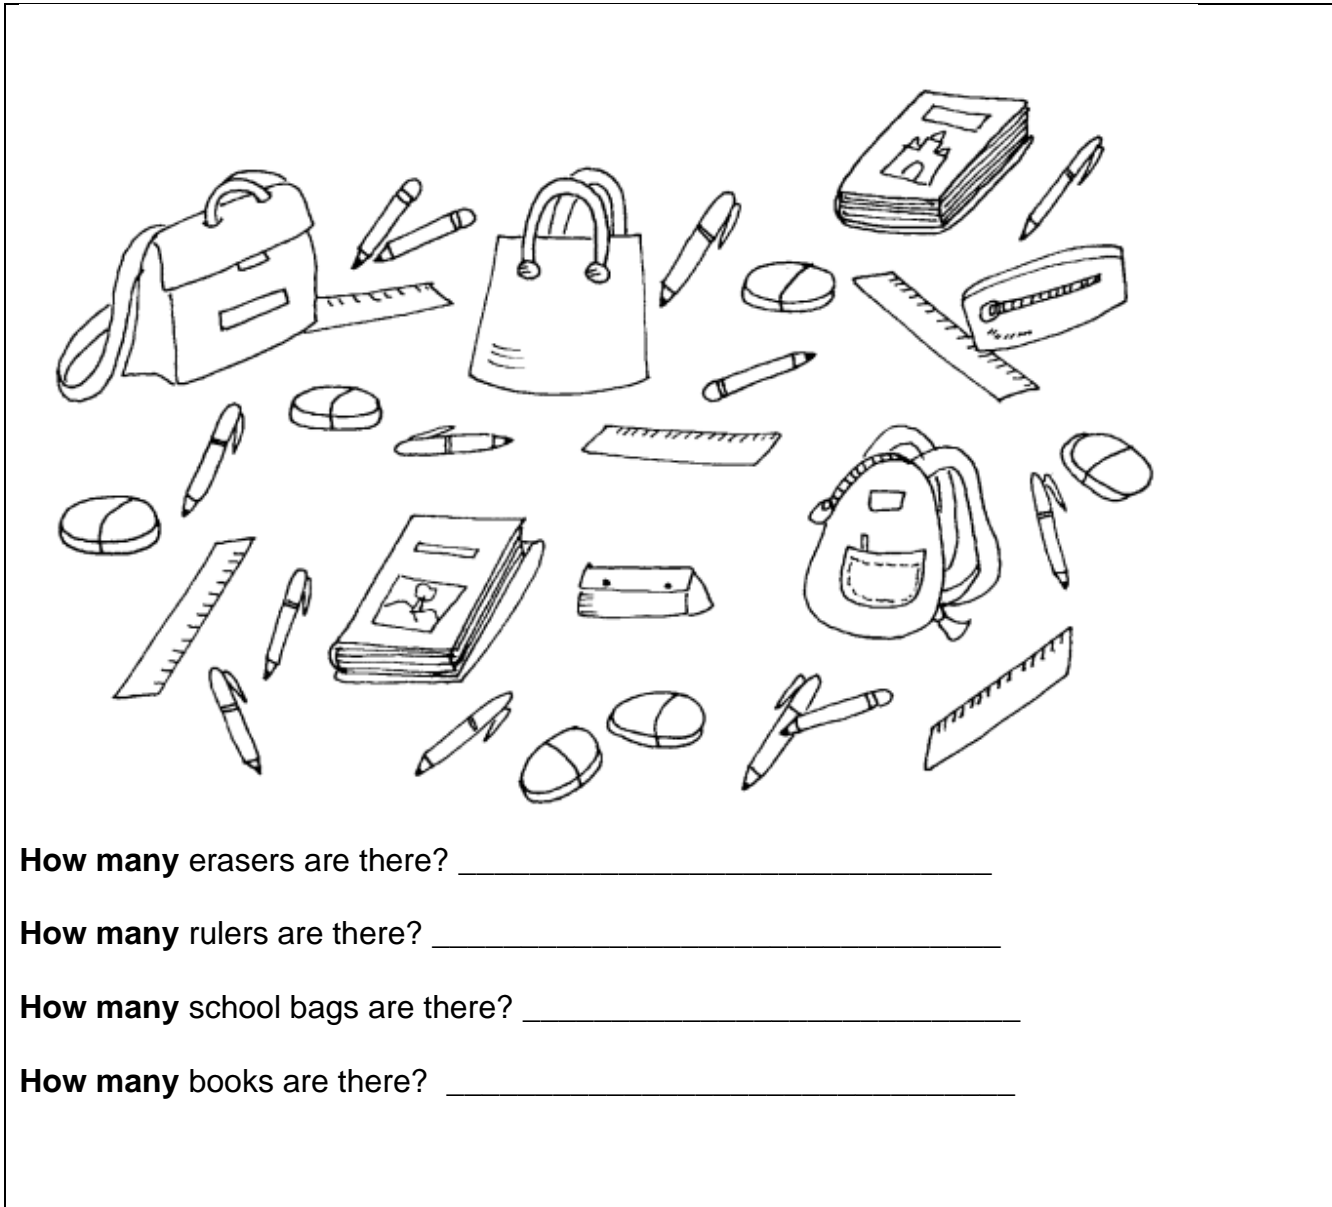 How many erasers are there? ______________________________
How many rulers are there? ________________________________
How many school bags are there? ____________________________
How many books are there? ________________________________